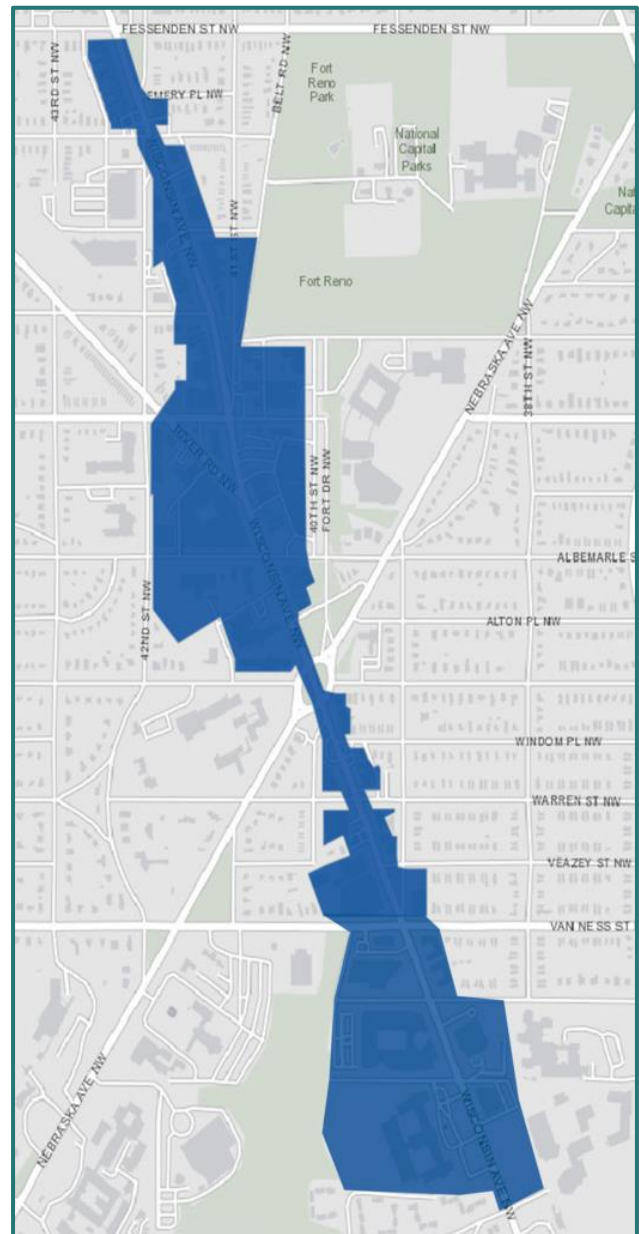 FESSENDEN ST NW
FESSENDEN ST NW
43RD ST NW
EMERY PL NW
BELT RD NW
Fort
Reno
Park
National
Capital
Parks
Nat
Capita
WISCONSIN AVE NW
41ST ST NW
Fort Reno
NEBRASKA AVE NW
38TH ST NW
RIVER RD NW
40TH ST NW
FORT DR NW
WISCONSIN AVE NW
ALBEMARLE S
42ND ST NW
ALTON PL NW
WINDOM PL NW
WARREN ST NW
VEAZEY ST NW
VAN NESS ST
NEBRASKA AVE NW
WISCONSIN AVE NW